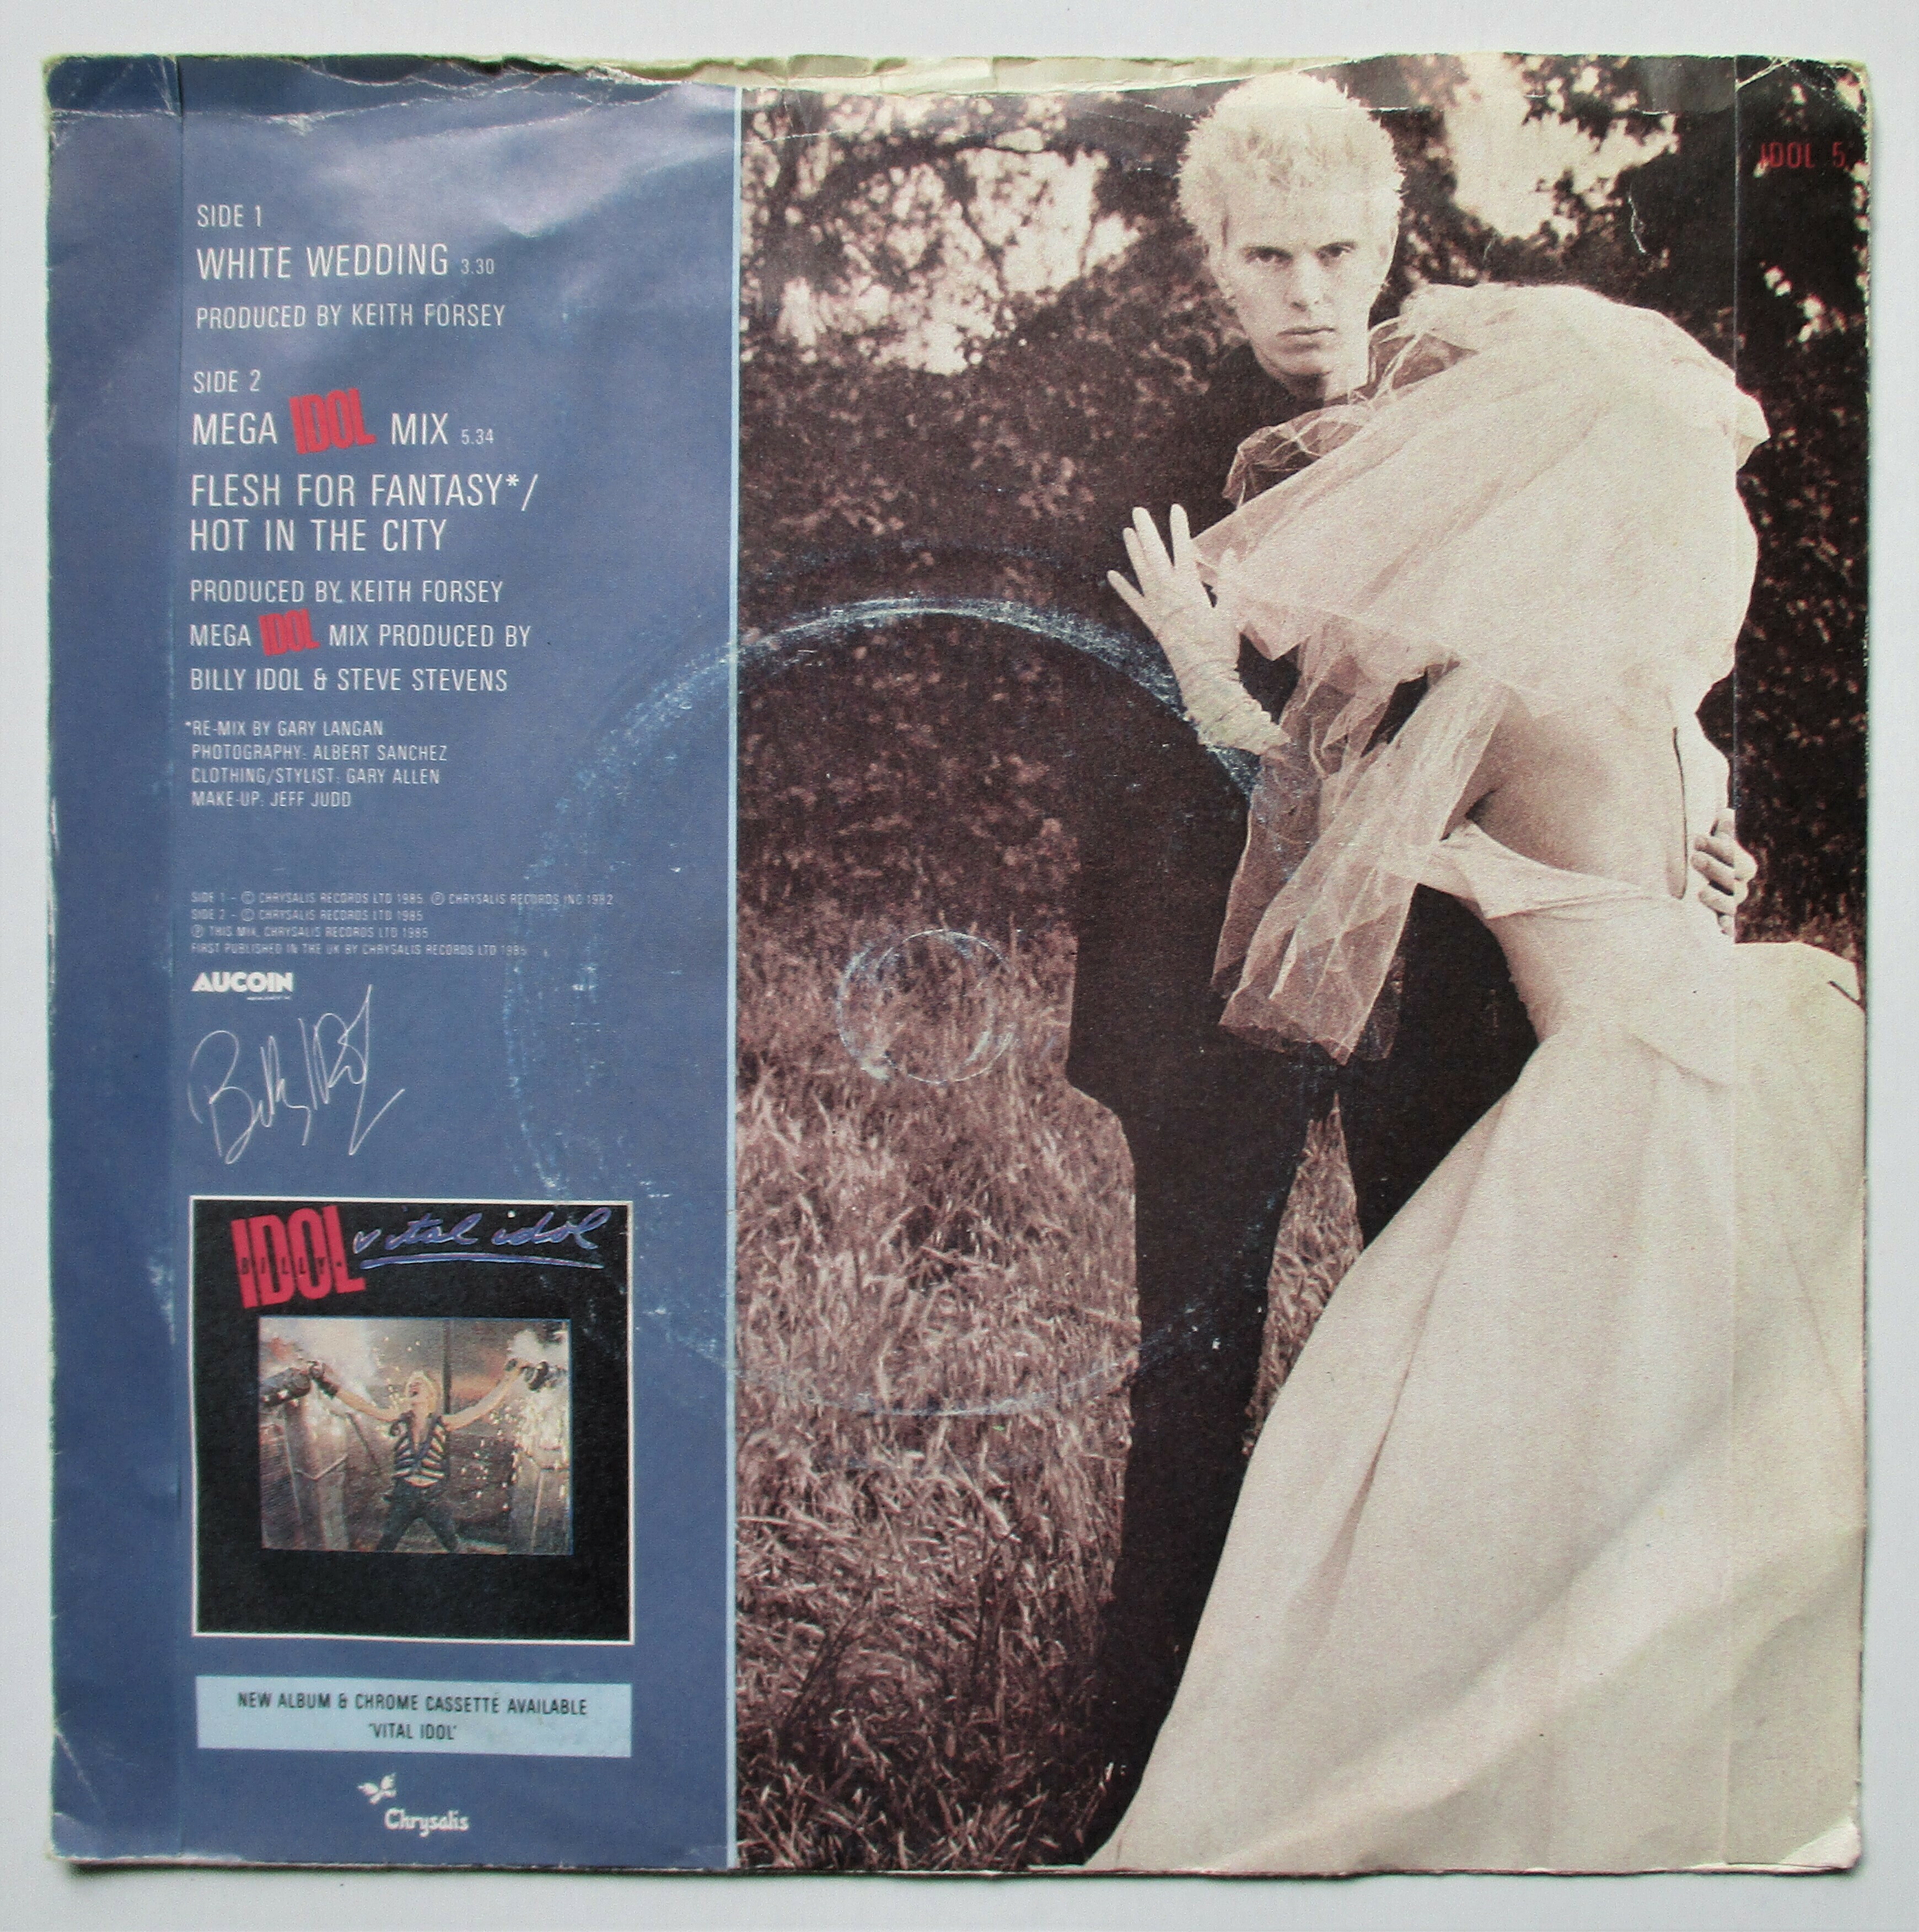 IDOL 5
SIDE 1
WHITE WEDDING 3.30
PRODUCED BY KEITH FORSEY
SIDE 2
MEGA IDOL MIX 5.34
FLESH FOR FANTASY*/
HOT IN THE CITY
PRODUCED BY KEITH FORSEY
MEGA IDOL MIX PRODUCED BY
BILLY IDOL & STEVE STEVENS
*RE-MIX BY GARY LANGAN
PHOTOGRAPHY: ALBERT SANCHEZ
CLOTHING/STYLIST: GARY ALLEN
MAKE-UP: JEFF JUDD
SIDE 1 - © CHRYSALIS RECORDS LTD 1985 ℗ CHRYSALIS RECORDS INC 1982
SIDE 2 - © CHRYSALIS RECORDS LTD 1985
℗ THIS MIX, CHRYSALIS RECORDS LTD 1985
FIRST PUBLISHED IN THE UK BY CHRYSALIS RECORDS LTD 1985
AUCOIN
Billy Idol
IDOL vital idol
BILLY
NEW ALBUM & CHROME CASSETTE AVAILABLE
'VITAL IDOL'
Chrysalis